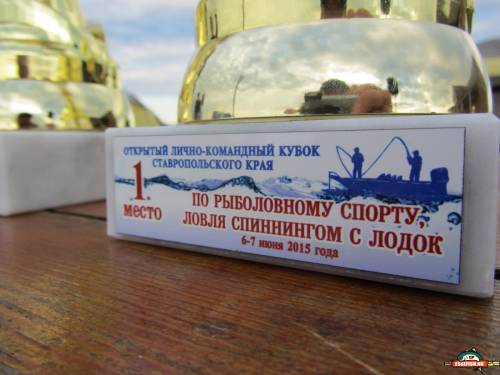 ОТКРЫТЫЙ ЛИЧНО-КОМАНДНЫЙ КУБОК
СТАВРОПОЛЬСКОГО КРАЯ
1
место
ПО РЫБОЛОВНОМУ СПОРТУ,
ЛОВЛЯ СПИННИНГОМ С ЛОДОК
6-7 июня 2015 года